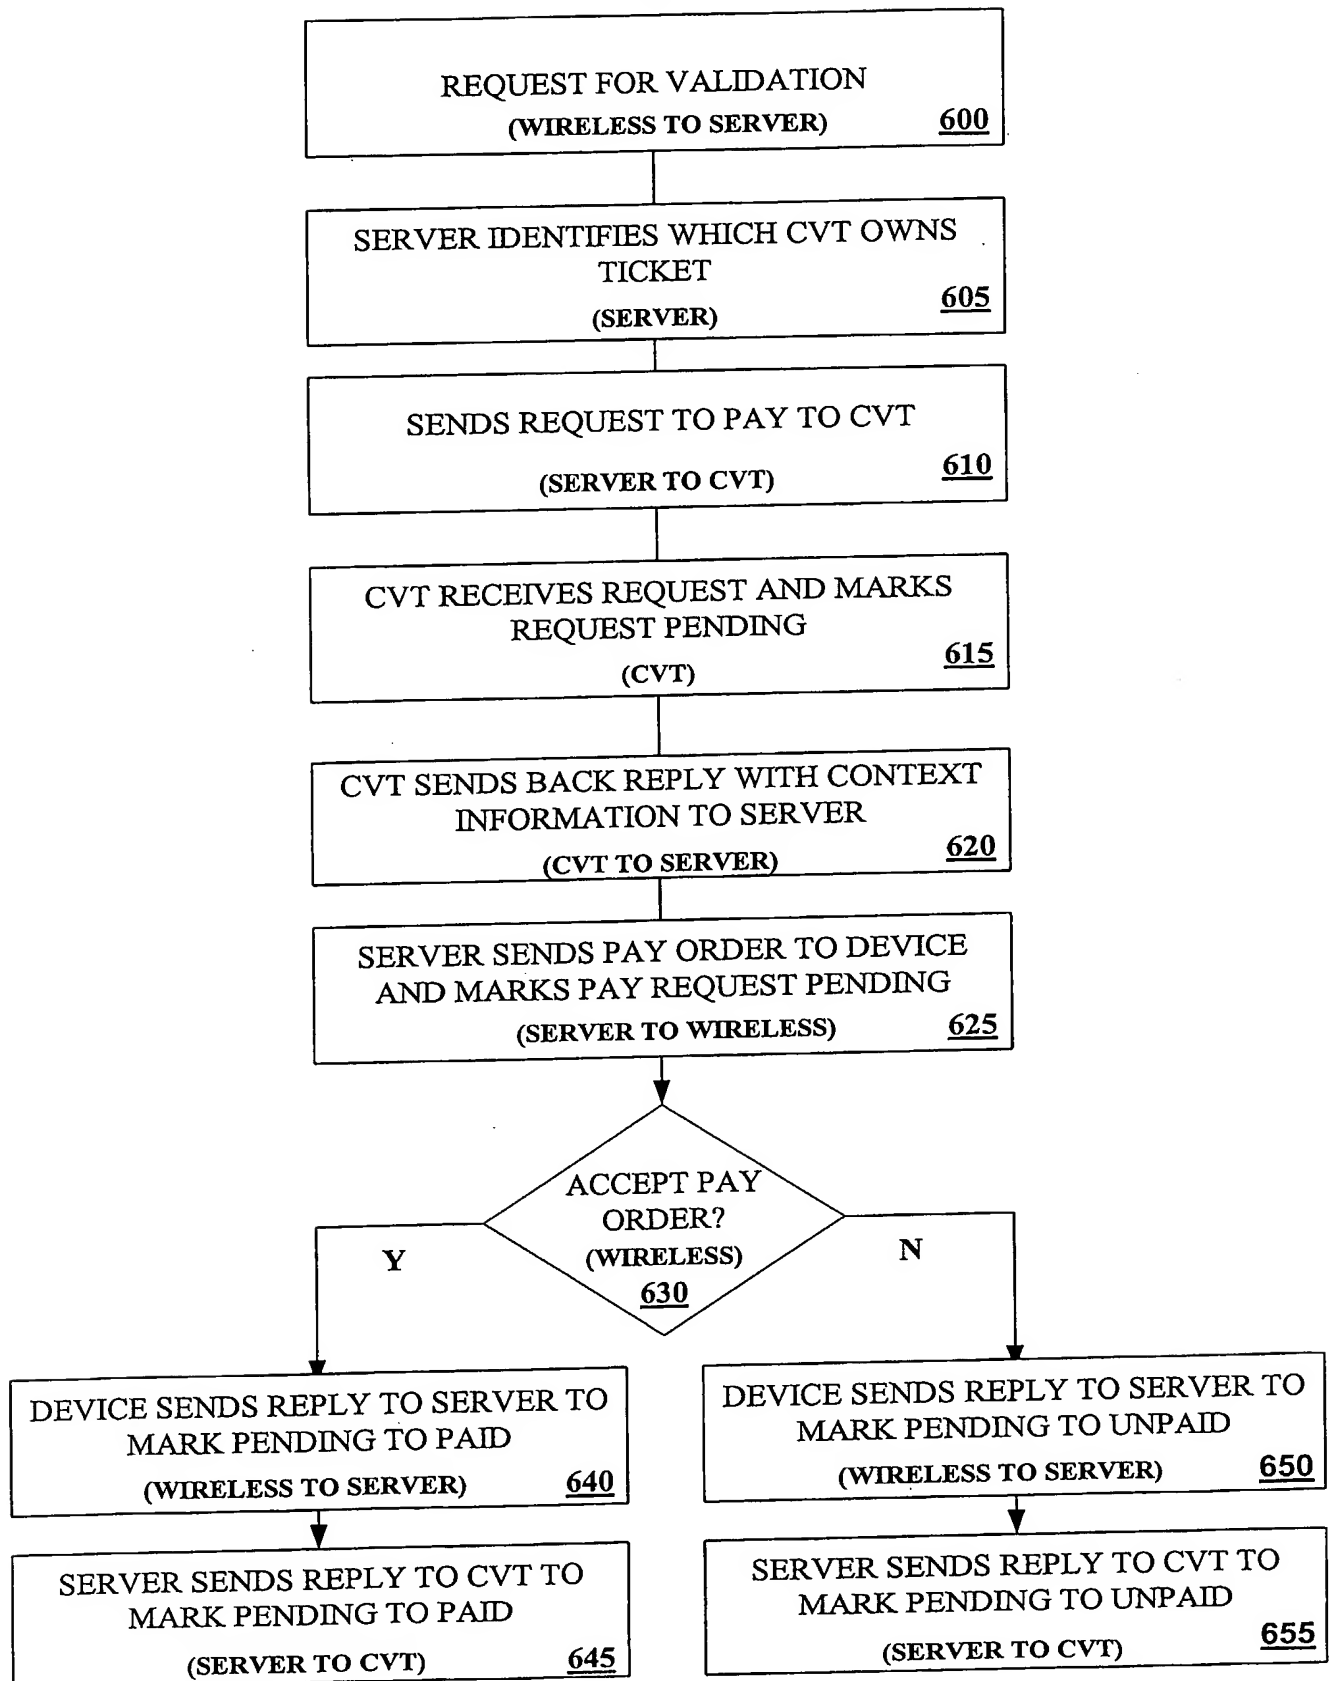 REQUEST FOR VALIDATION
(WIRELESS TO SERVER)
600
SERVER IDENTIFIES WHICH CVT OWNS
TICKET
(SERVER)
605
SENDS REQUEST TO PAY TO CVT
(SERVER TO CVT)
610
CVT RECEIVES REQUEST AND MARKS
REQUEST PENDING
(CVT)
615
CVT SENDS BACK REPLY WITH CONTEXT
INFORMATION TO SERVER
(CVT TO SERVER)
620
SERVER SENDS PAY ORDER TO DEVICE
AND MARKS PAY REQUEST PENDING
(SERVER TO WIRELESS)
625
ACCEPT PAY
ORDER?
(WIRELESS)
630
Y
N
DEVICE SENDS REPLY TO SERVER TO
MARK PENDING TO PAID
(WIRELESS TO SERVER)
640
DEVICE SENDS REPLY TO SERVER TO
MARK PENDING TO UNPAID
(WIRELESS TO SERVER)
650
SERVER SENDS REPLY TO CVT TO
MARK PENDING TO PAID
(SERVER TO CVT)
645
SERVER SENDS REPLY TO CVT TO
MARK PENDING TO UNPAID
(SERVER TO CVT)
655